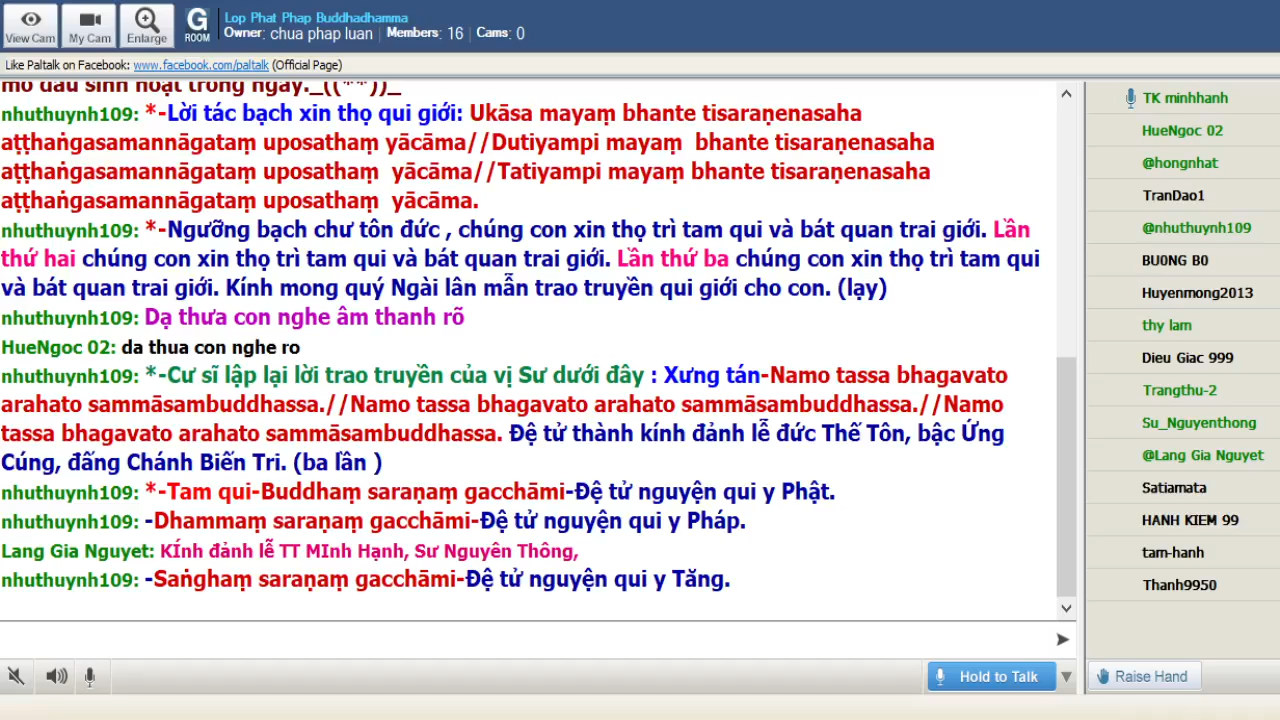 View Cam
My Cam
Enlarge
G
ROOM
Lop Phat Phap Buddhadhamma
Owner: chua phap luan | Members: 16 | Cams: 0
Like Paltalk on Facebook: www.facebook.com/paltalk (Official Page)
mở đầu sinh hoạt trong ngày._((**))_
nhuthuynh109: *-Lời tác bạch xin thọ qui giới: Ukāsa mayaṃ bhante tisaraṇenasaha
aṭṭhaṅgasamannāgataṃ uposathaṃ yācāma//Dutiyampi mayaṃ bhante tisaraṇenasaha
aṭṭhaṅgasamannāgataṃ uposathaṃ yācāma//Tatiyampi mayaṃ bhante tisaraṇenasaha
aṭṭhaṅgasamannāgataṃ uposathaṃ yācāma.
nhuthuynh109: *-Ngưỡng bạch chư tôn đức , chúng con xin thọ trì tam qui và bát quan trai giới. Lần
thứ hai chúng con xin thọ trì tam qui và bát quan trai giới. Lần thứ ba chúng con xin thọ trì tam qui
và bát quan trai giới. Kính mong quý Ngài lân mẫn trao truyền qui giới cho con. (lạy)
nhuthuynh109: Dạ thưa con nghe âm thanh rõ
HueNgoc 02: da thua con nghe ro
nhuthuynh109: *-Cư sĩ lập lại lời trao truyền của vị Sư dưới đây : Xưng tán-Namo tassa bhagavato
arahato sammāsambuddhassa.//Namo tassa bhagavato arahato sammāsambuddhassa.//Namo
tassa bhagavato arahato sammāsambuddhassa. Đệ tử thành kính đảnh lễ đức Thế Tôn, bậc Ứng
Cúng, đấng Chánh Biến Tri. (ba lần )
nhuthuynh109: *-Tam qui-Buddhaṃ saraṇaṃ gacchāmi-Đệ tử nguyện qui y Phật.
nhuthuynh109: -Dhammaṃ saraṇaṃ gacchāmi-Đệ tử nguyện qui y Pháp.
Lang Gia Nguyet: KÍnh đảnh lễ TT MInh Hạnh, Sư Nguyên Thông,
nhuthuynh109: -Saṅghaṃ saraṇaṃ gacchāmi-Đệ tử nguyện qui y Tăng.
TK minhhanh
HueNgoc 02
@hongnhat
TranDao1
@nhuthuynh109
BU0NG B0
Huyenmong2013
thy lam
Dieu Giac 999
Trangthu-2
Su_Nguyenthong
@Lang Gia Nguyet
Satiamata
HANH KIEM 99
tam-hanh
Thanh9950
Hold to Talk
Raise Hand